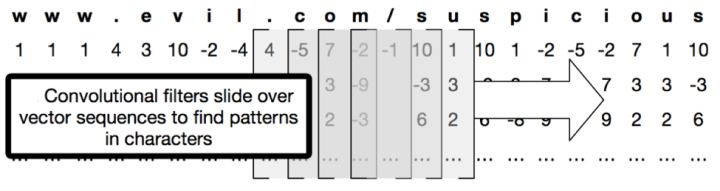 w w w . e v i l . c o m / s u s p i c i o u s
1 1 1 4 3 10 -2 -4 4 -5 7 -2 -1 10 1 10 1 -2 -5 -2 7 1 10
3 -9 -3 3 7 3 3 -3
Convolutional filters slide over
vector sequences to find patterns
in characters
2 -3 6 2 9 2 2 6
... ... ... ... ... ... ... ... ... ... ... ... ... ... ... ... ... ... ... ... ... ... ...